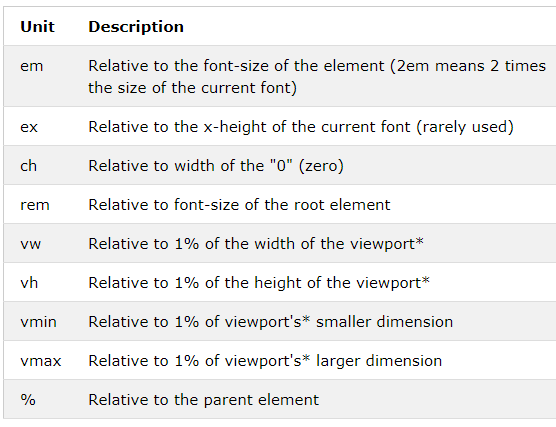 Unit Description
em Relative to the font-size of the element (2em means 2 times
the size of the current font)
ex Relative to the x-height of the current font (rarely used)
ch Relative to width of the "0" (zero)
rem Relative to font-size of the root element
vw Relative to 1% of the width of the viewport*
vh Relative to 1% of the height of the viewport*
vmin Relative to 1% of viewport's* smaller dimension
vmax Relative to 1% of viewport's* larger dimension
% Relative to the parent element